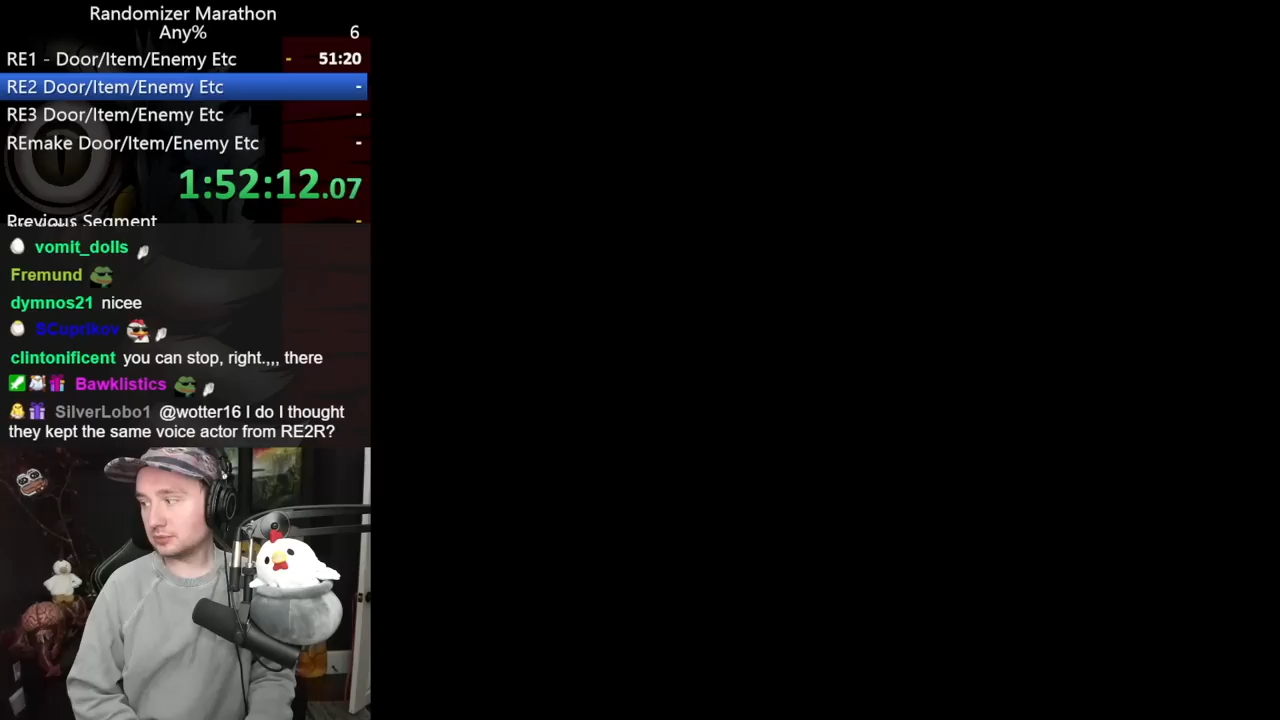 Randomizer Marathon
Any% 6
RE1 - Door/Item/Enemy Etc - 51:20
RE2 Door/Item/Enemy Etc -
RE3 Door/Item/Enemy Etc -
REmake Door/Item/Enemy Etc -
1:52:12.07
Previous Segment -
vomit_dolls
Fremund
dymnos21 nicee
SCuprikov
clintonificent you can stop, right.,,, there
Bawklistics
SilverLobo1 @wotter16 I do I thought
they kept the same voice actor from RE2R?